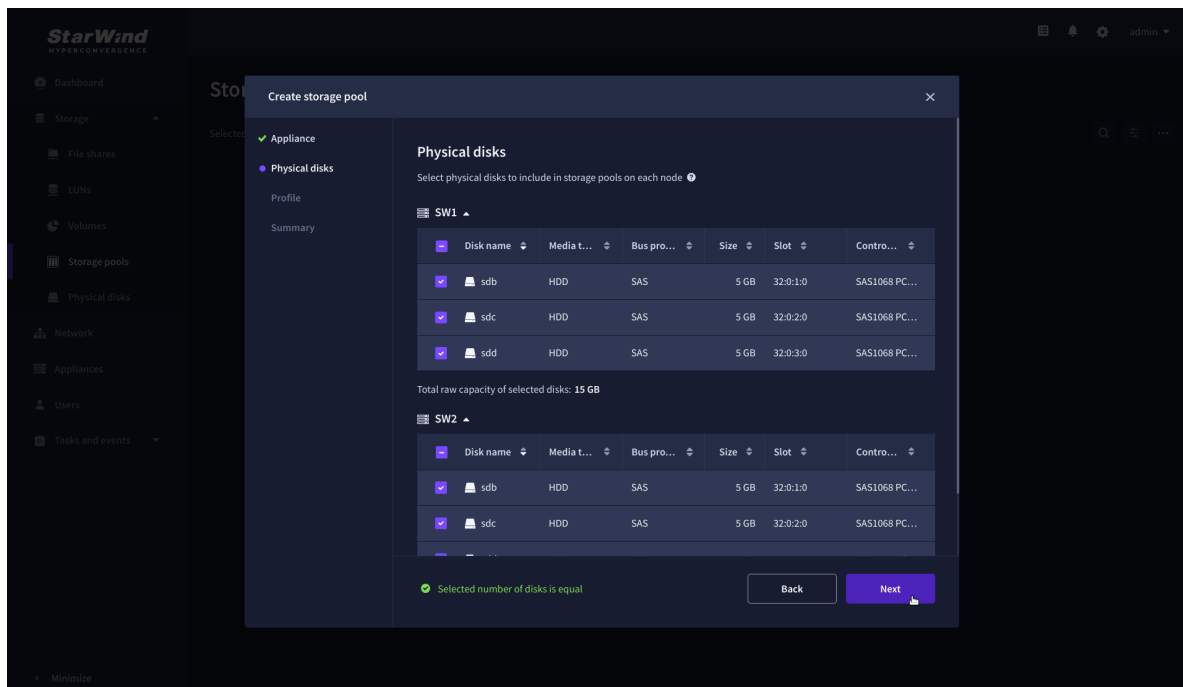 StarWind
HYPERCONVERGENCE
admin
Dashboard
Storage
File shares
LUNs
Volumes
Storage pools
Physical disks
Network
Appliances
Users
Tasks and events
Minimize
Stor
Selected
Create storage pool
Appliance
Physical disks
Profile
Summary
Physical disks
Select physical disks to include in storage pools on each node
SW1
Disk name Media t... Bus pro... Size Slot Contro...
sdb HDD SAS 5 GB 32:0:1:0 SAS1068 PC...
sdc HDD SAS 5 GB 32:0:2:0 SAS1068 PC...
sdd HDD SAS 5 GB 32:0:3:0 SAS1068 PC...
Total raw capacity of selected disks: 15 GB
SW2
Disk name Media t... Bus pro... Size Slot Contro...
sdb HDD SAS 5 GB 32:0:1:0 SAS1068 PC...
sdc HDD SAS 5 GB 32:0:2:0 SAS1068 PC...
Selected number of disks is equal
Back
Next